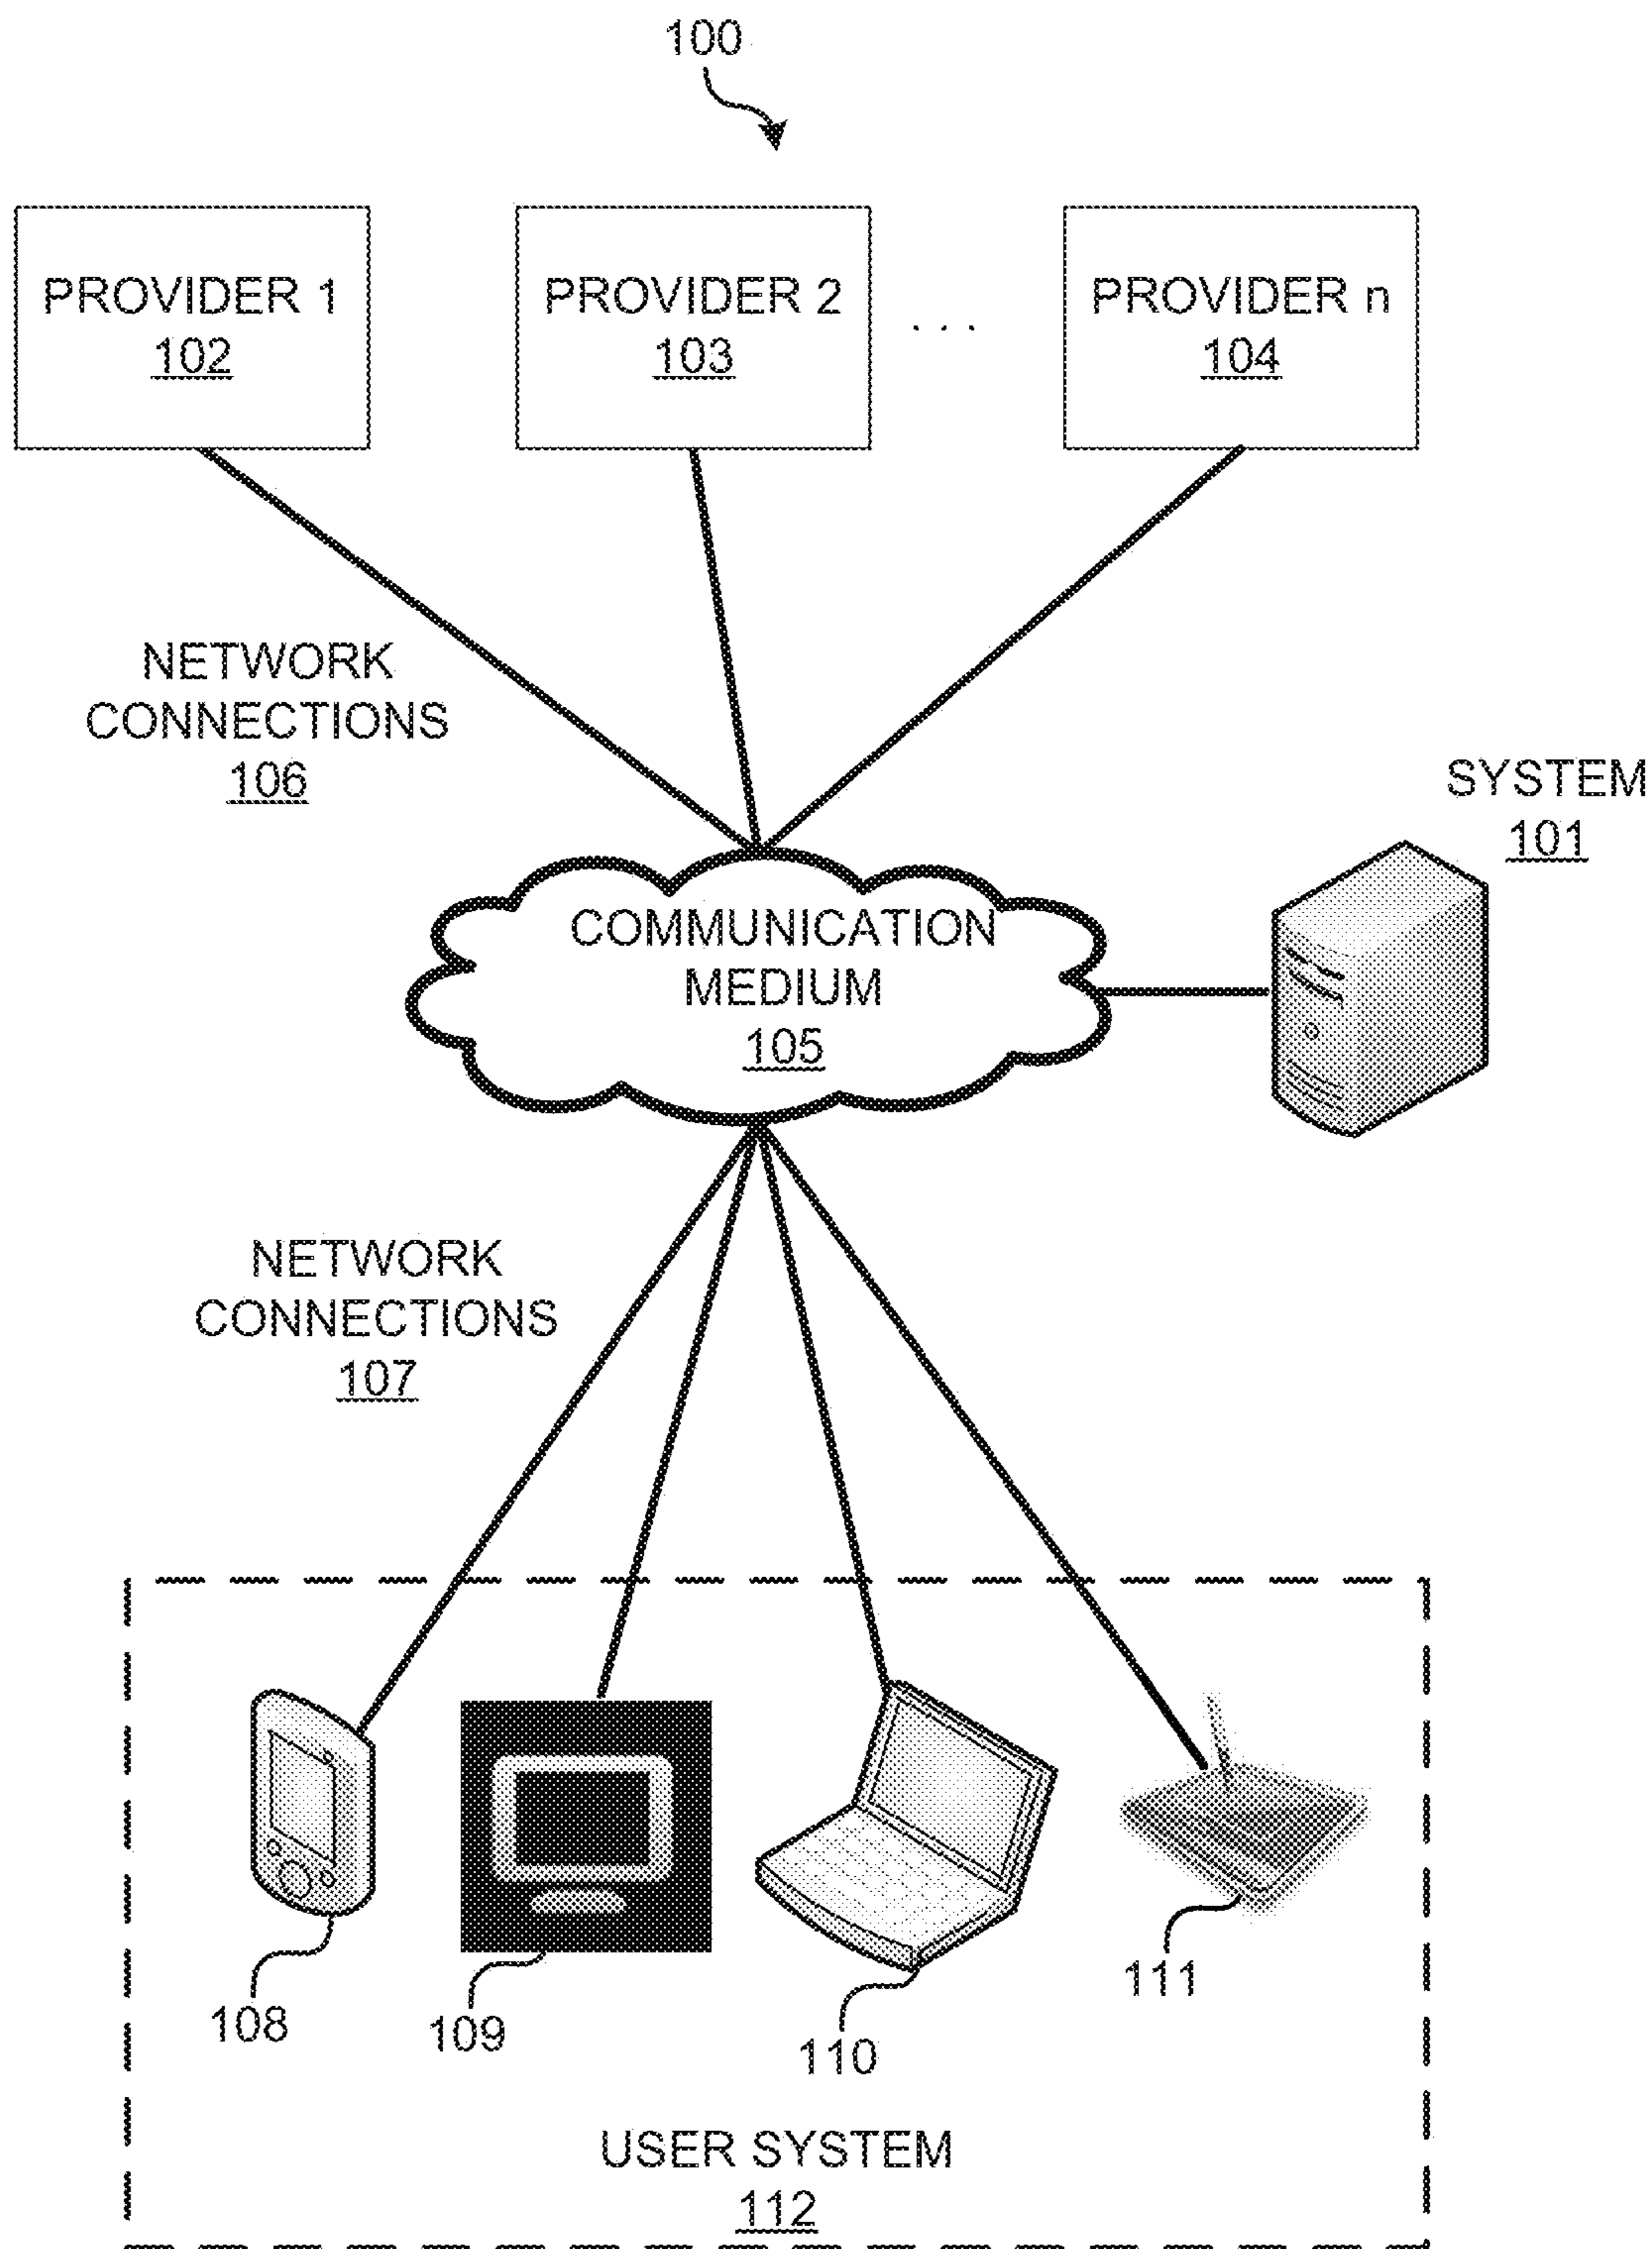 100
PROVIDER 1
102
PROVIDER 2
103
. . .
PROVIDER n
104
NETWORK
CONNECTIONS
106
SYSTEM
101
COMMUNICATION
MEDIUM
105
NETWORK
CONNECTIONS
107
108
109
110
111
USER SYSTEM
112